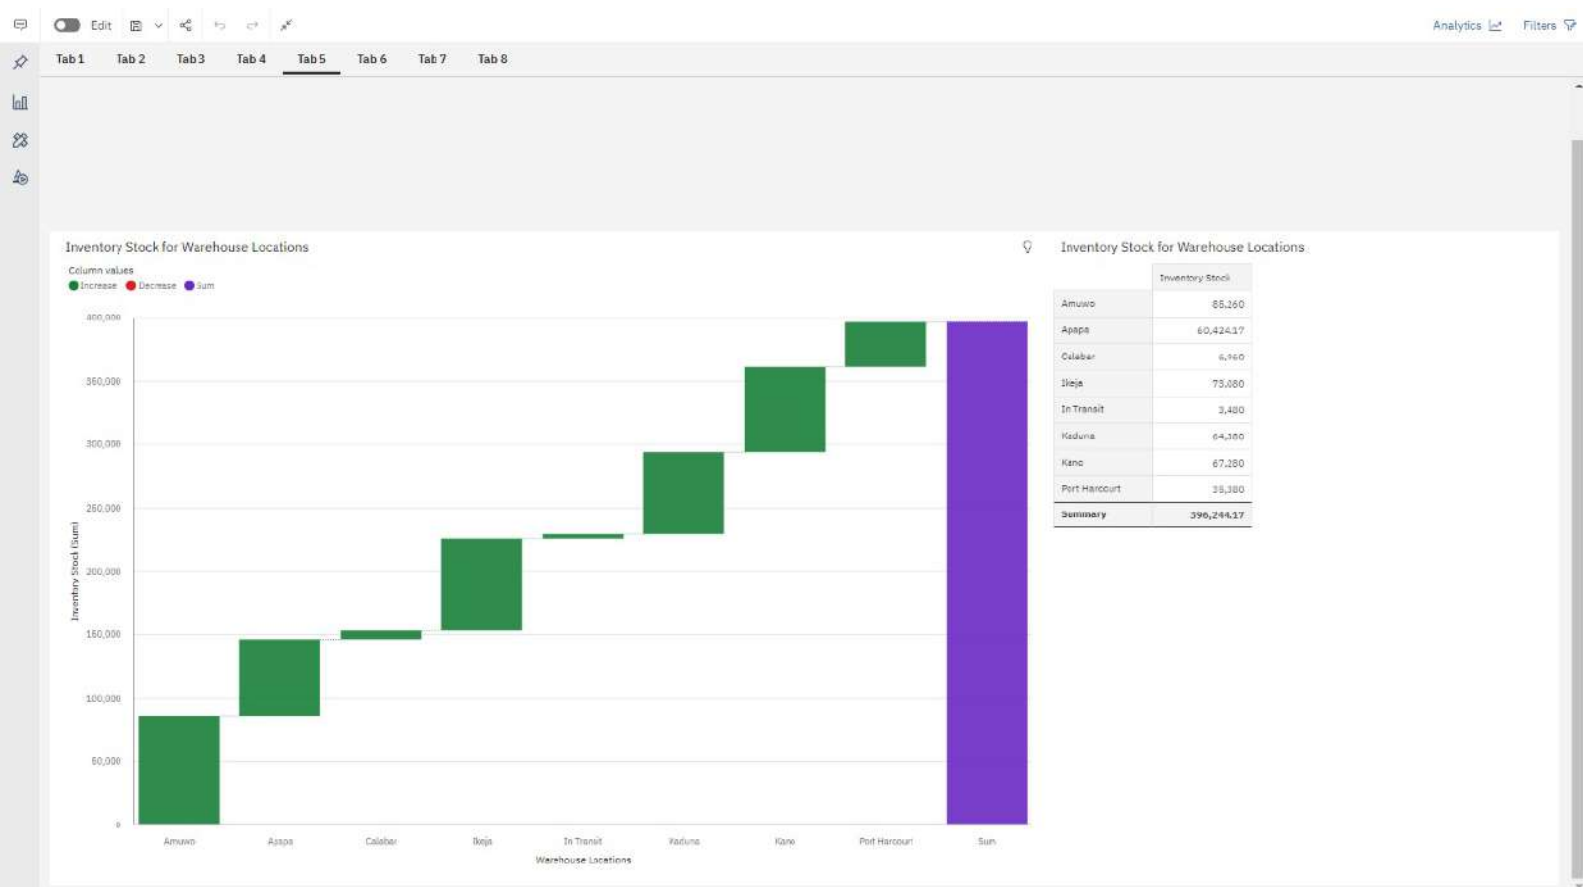 Edit
Analytics
Filters
Tab 1 Tab 2 Tab 3 Tab 4 Tab 5 Tab 6 Tab 7 Tab 8
Inventory Stock for Warehouse Locations
Column values
Increase Decrease Sum
400,000
350,000
300,000
250,000
200,000
150,000
100,000
50,000
0
Inventory Stock (Sum)
Amuwo Apapa Calabar Ikeja In Transit Kaduna Kano Port Harcourt Sum
Warehouse Locations
Inventory Stock for Warehouse Locations
Inventory Stock
Amuwo 85,260
Apapa 60,424.17
Calabar 6,960
Ikeja 73,080
In Transit 3,480
Kaduna 64,380
Kano 67,280
Port Harcourt 35,380
Summary 396,244.17